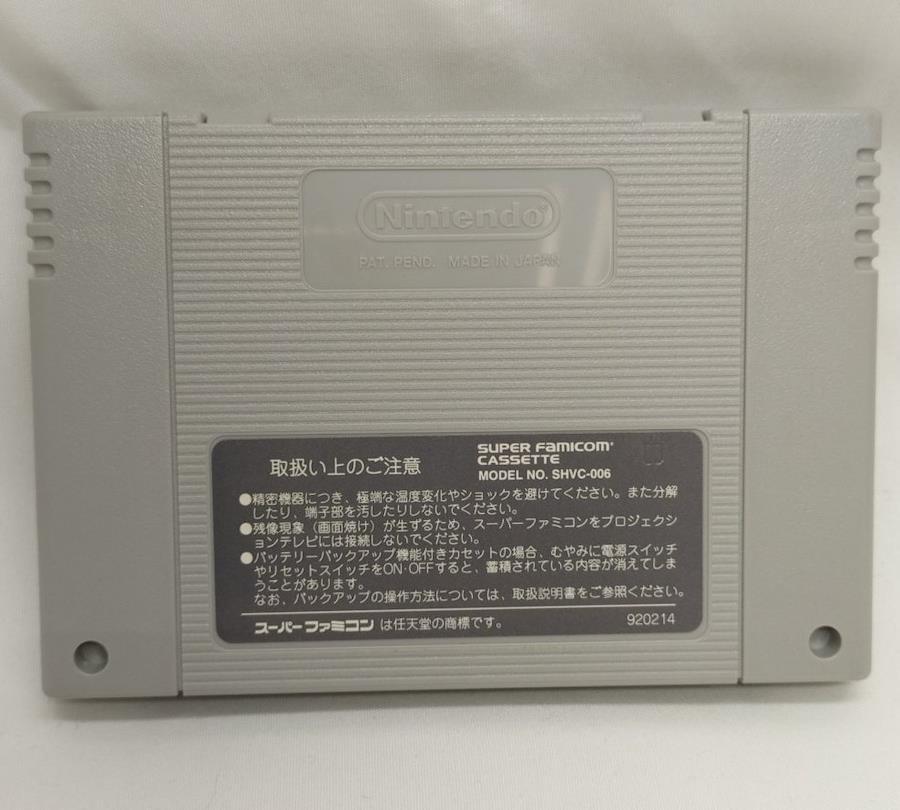 Nintendo
PAT. PEND. MADE IN JAPAN
取扱い上のご注意
SUPER FAMICOM
CASSETTE
MODEL NO. SHVC-006
●精密機器につき、極端な温度変化やショックを避けてください。また分解
したり、端子部を汚したりしないでください。
●残像現象（画面焼け）が生ずるため、スーパーファミコンをプロジェクシ
ョンテレビには接続しないでください。
●バッテリーバックアップ機能付きカセットの場合、むやみに電源スイッチ
やリセットスイッチをON·OFFすると、蓄積されている内容が消えてしま
うことがあります。
なお、バックアップの操作方法については、取扱説明書をご参照ください。
スーパーファミコン は任天堂の商標です。
920214